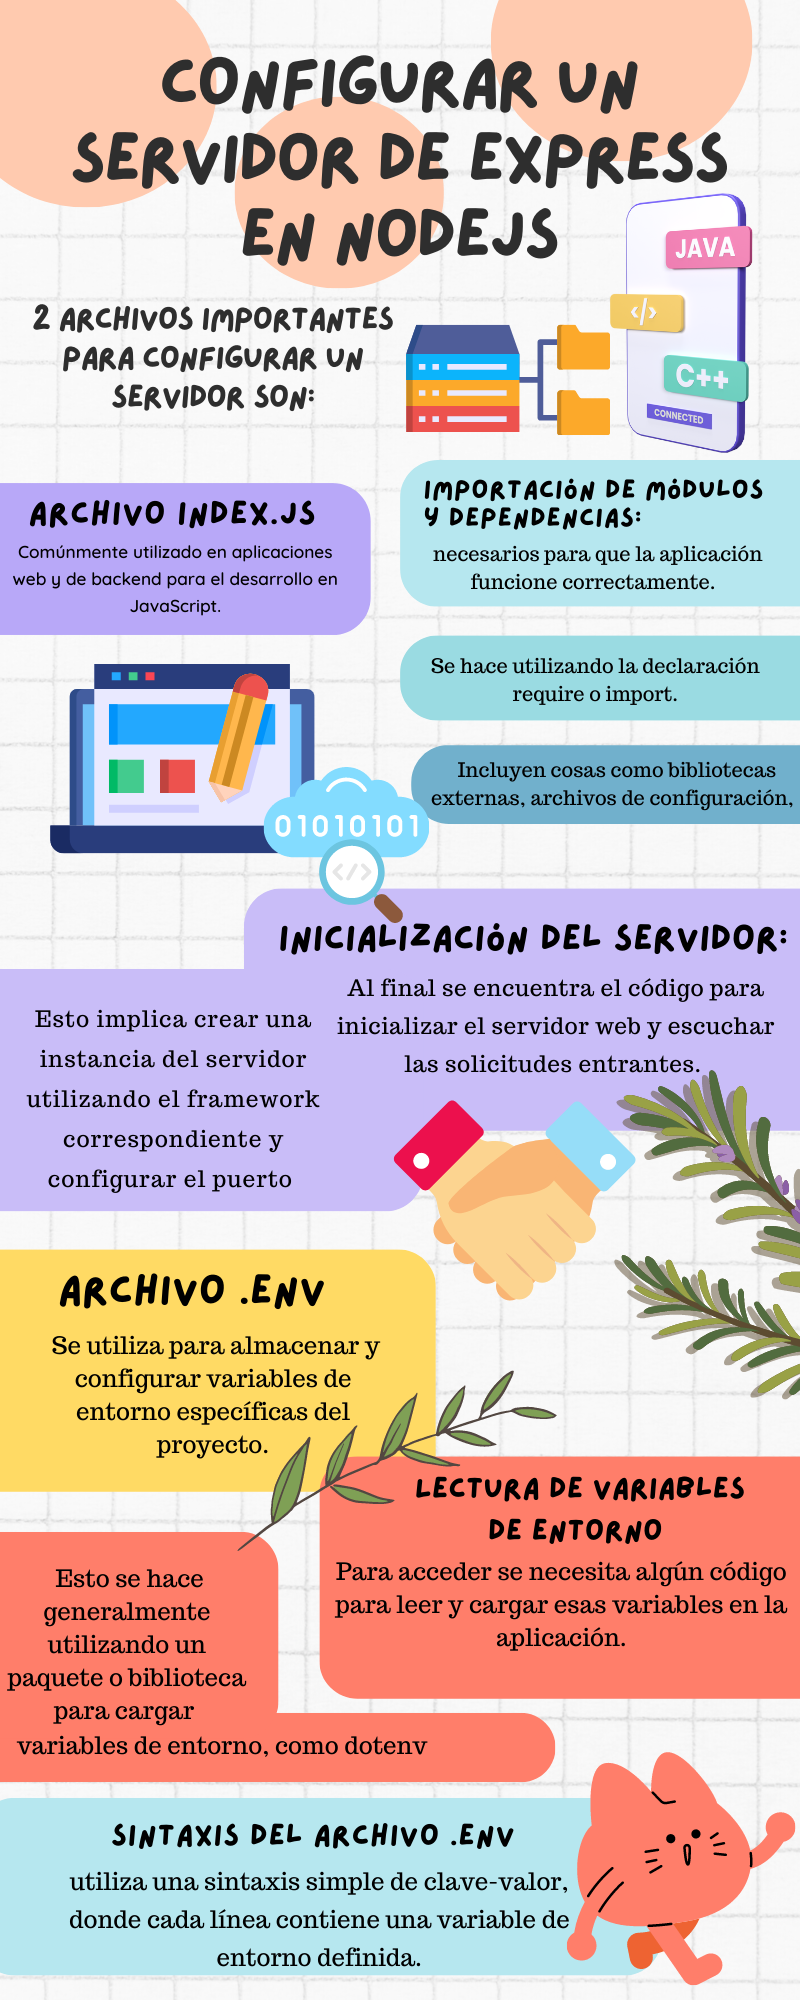 CONFIGURAR UN
SERVIDOR DE EXPRESS
EN NODEJS
JAVA
</>
C++
CONNECTED
2 ARCHIVOS IMPORTANTES
PARA CONFIGURAR UN
SERVIDOR SON:
ARCHIVO INDEX.JS
Comúnmente utilizado en aplicaciones
web y de backend para el desarrollo en
JavaScript.
IMPORTACIÓN DE MÓDULOS
Y DEPENDENCIAS:
necesarios para que la aplicación
funcione correctamente.
Se hace utilizando la declaración
require o import.
Incluyen cosas como bibliotecas
externas, archivos de configuración,
01010101
</>
INICIALIZACIÓN DEL SERVIDOR:
Al final se encuentra el código para
inicializar el servidor web y escuchar
las solicitudes entrantes.
Esto implica crear una
instancia del servidor
utilizando el framework
correspondiente y
configurar el puerto
ARCHIVO .ENV
Se utiliza para almacenar y
configurar variables de
entorno específicas del
proyecto.
LECTURA DE VARIABLES
DE ENTORNO
Para acceder se necesita algún código
para leer y cargar esas variables en la
aplicación.
Esto se hace
generalmente
utilizando un
paquete o biblioteca
para cargar
variables de entorno, como dotenv
SINTAXIS DEL ARCHIVO .ENV
utiliza una sintaxis simple de clave-valor,
donde cada línea contiene una variable de
entorno definida.